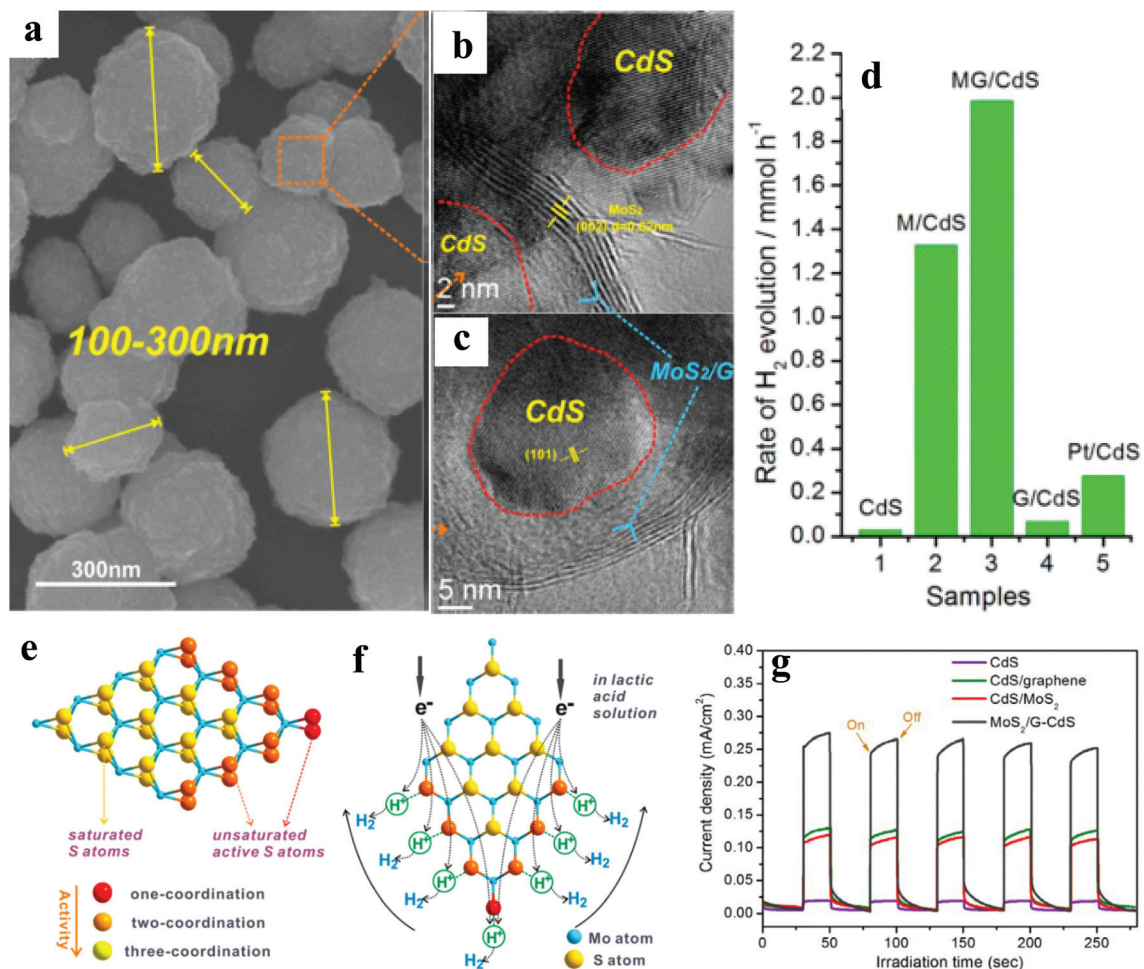 a
100-300nm
300nm
b
CdS
MoS₂
(002) d=0.62nm
CdS
2 nm
c
MoS₂/G
CdS
(101)
5 nm
d
Rate of H₂ evolution / mmol h⁻¹
2.2
2.0
1.8
1.6
1.4
1.2
1.0
0.8
0.6
0.4
0.2
0.0
CdS
M/CdS
MG/CdS
G/CdS
Pt/CdS
1 2 3 4 5
Samples
e
saturated
S atoms
unsaturated
active S atoms
Activity
one-coordination
two-coordination
three-coordination
f
e-
e-
in lactic
acid
solution
H⁺
H⁺
H₂
H₂
H⁺
H⁺
H₂
H₂
H⁺
H⁺
H₂
H₂
H⁺
H₂
Mo atom
S atom
g
Current density (mA/cm²)
0.40
0.35
0.30
0.25
0.20
0.15
0.10
0.05
0.00
CdS
CdS/graphene
CdS/MoS₂
MoS₂/G-CdS
On
Off
0 50 100 150 200 250
Irradiation time (sec)